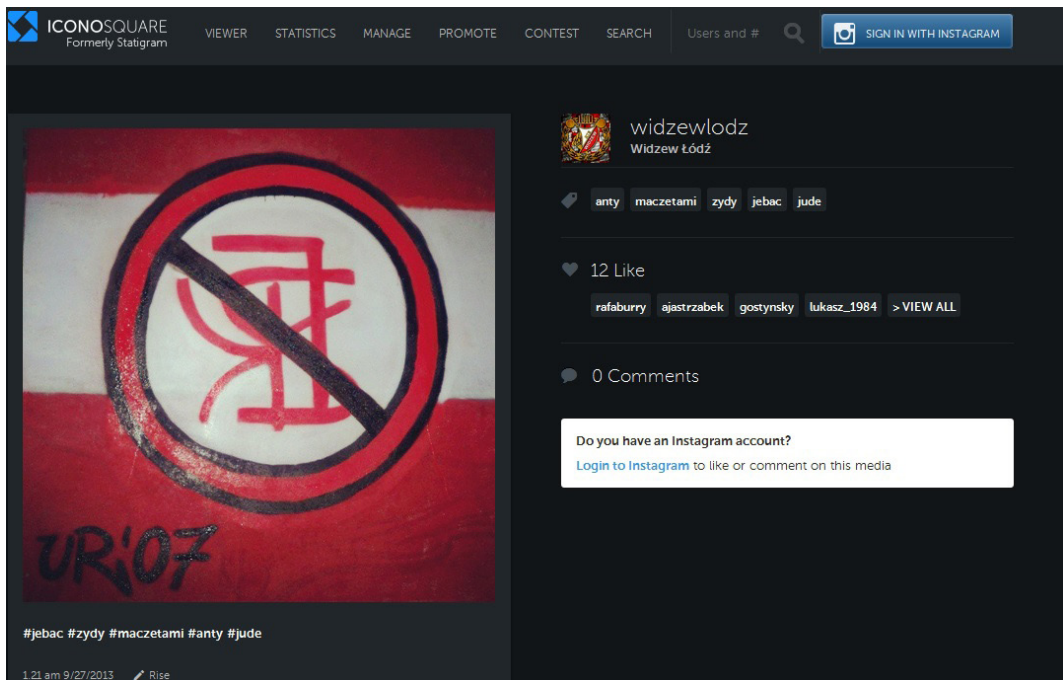 ICONOSQUARE
Formerly Statigram
VIEWER STATISTICS MANAGE PROMOTE CONTEST SEARCH Users and # SIGN IN WITH INSTAGRAM
widzewlodz
Widzew Łódź
anty maczetami zydy jebac jude
12 Like
rafaburry ajastrzabek gostynsky lukasz_1984 > VIEW ALL
0 Comments
Do you have an Instagram account?
Login to Instagram to like or comment on this media
UR'07
#jebac #zydy #maczetami #anty #jude
1.21 am 9/27/2013 Rise